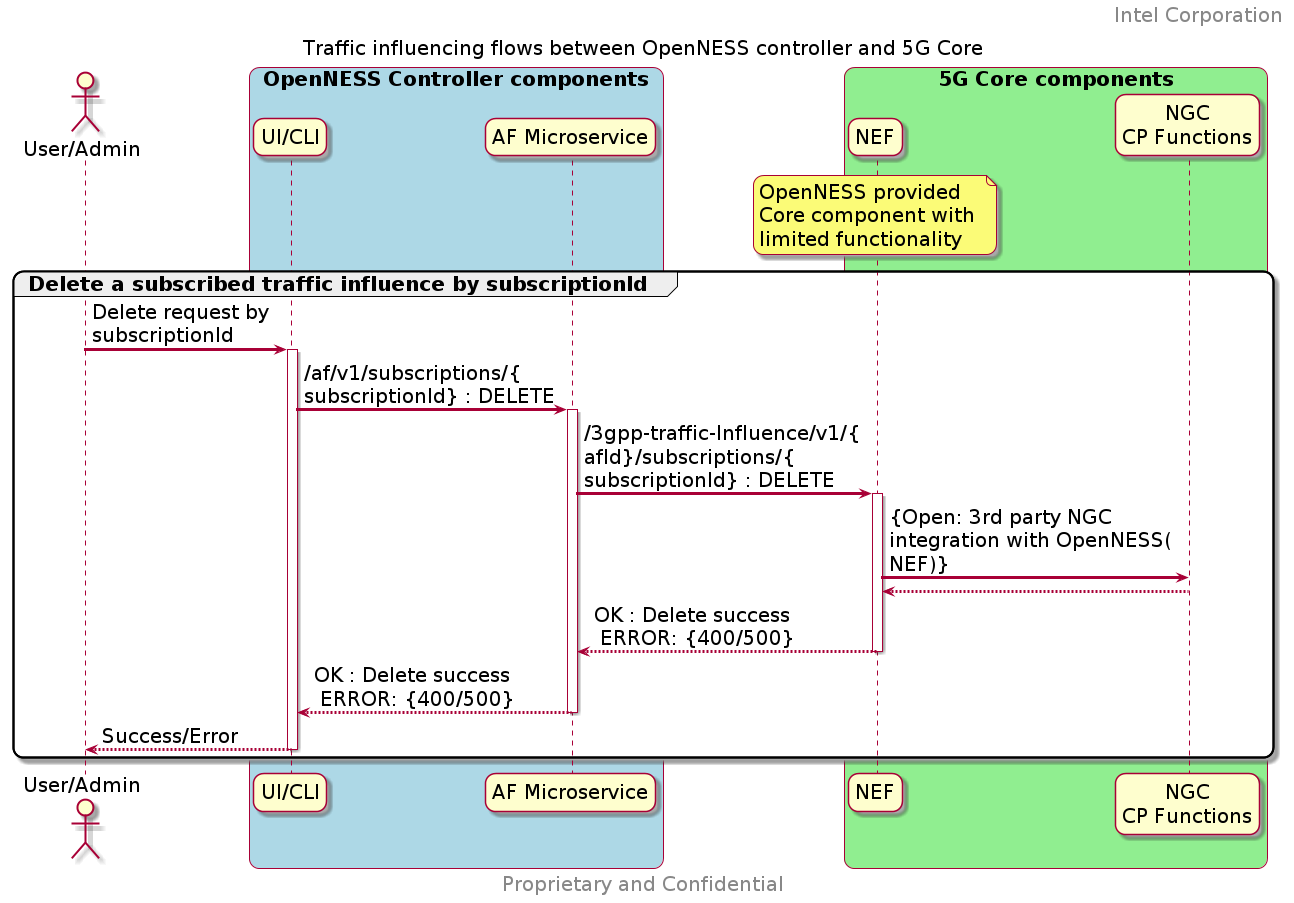 Intel Corporation
Traffic influencing flows between OpenNESS controller and 5G Core
OpenNESS Controller components
5G Core components
User/Admin
UI/CLI
AF Microservice
NEF
NGC
CP Functions
OpenNESS provided
Core component with
limited functionality
Delete a subscribed traffic influence by subscriptionId
Delete request by
subscriptionId
/af/v1/subscriptions/{
subscriptionId} : DELETE
/3gpp-traffic-Influence/v1/{
afId}/subscriptions/{
subscriptionId} : DELETE
{Open: 3rd party NGC
integration with OpenNESS(
NEF)}
OK : Delete success
ERROR: {400/500}
OK : Delete success
ERROR: {400/500}
Success/Error
User/Admin
UI/CLI
AF Microservice
NEF
NGC
CP Functions
Proprietary and Confidential